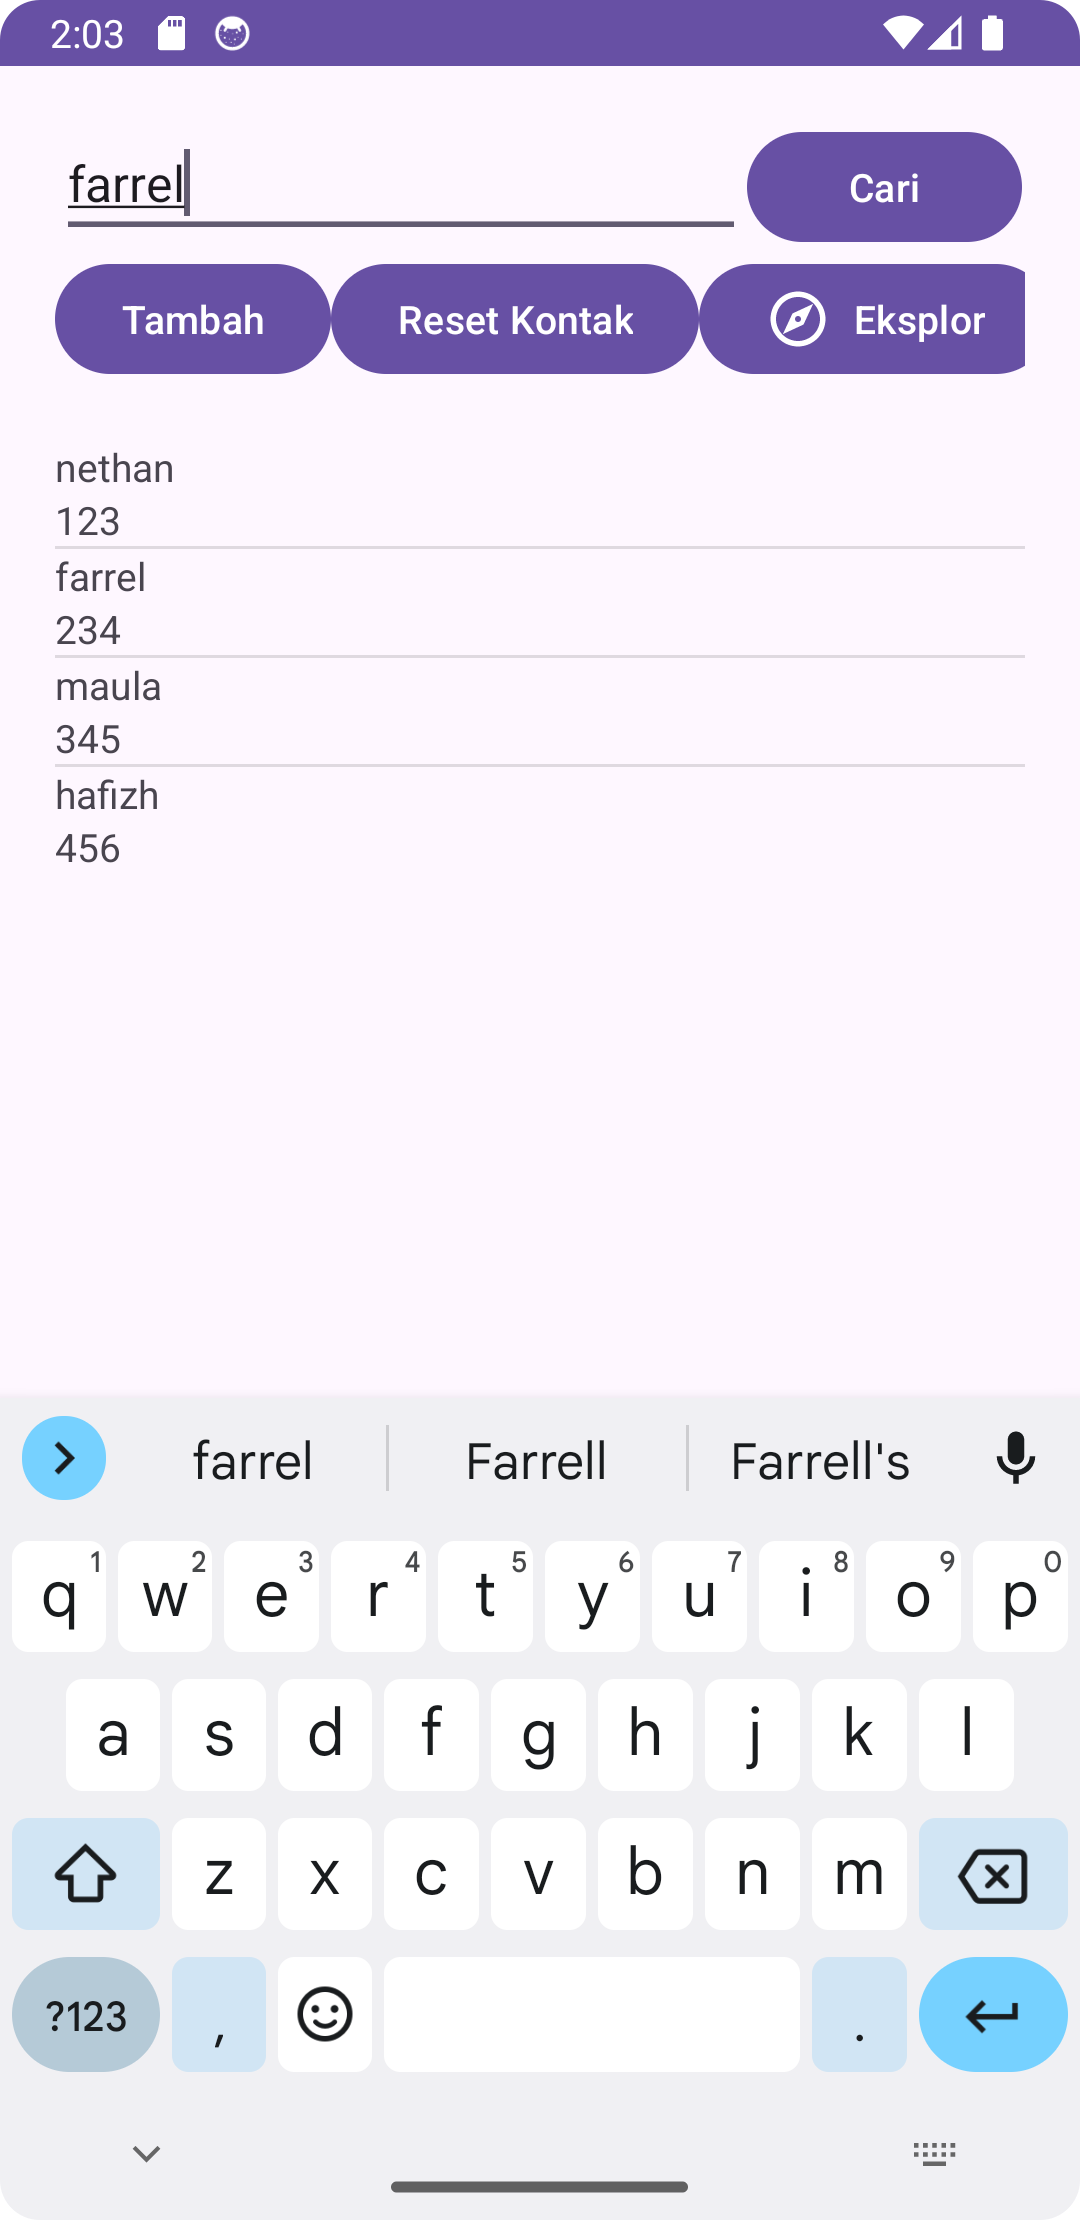 2:03
farrel
Cari
Tambah
Reset Kontak
Eksplor
nethan
123
farrel
234
maula
345
hafizh
456
farrel
Farrell
Farrell's
q 1 w 2 e 3 r 4 t 5 y 6 u 7 i 8 o 9 p 0
a s d f g h j k l
z x c v b n m
?123 , .